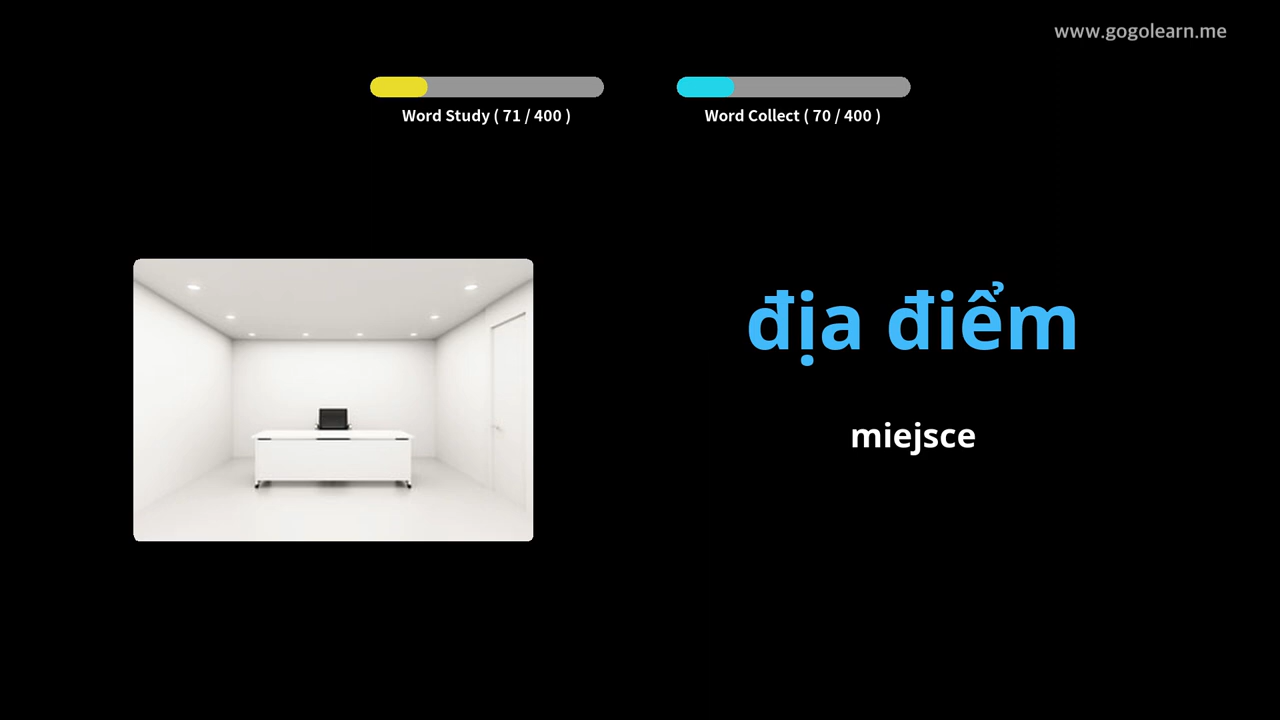 www.gogolearn.me
Word Study ( 71 / 400 )
Word Collect ( 70 / 400 )
địa điểm
miejsce